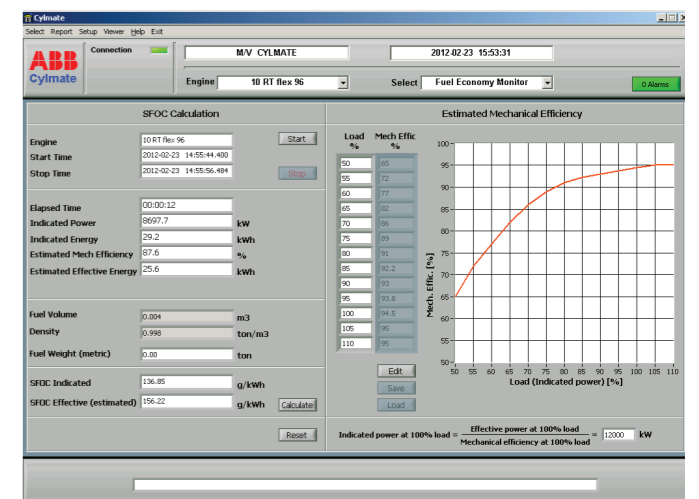 Cylmate
Select Report Setup Viewer Help Exit
ABB
Cylmate
Connection
M/V CYLMATE
2012-02-23 15:53:31
Engine 10 RT flex 96
Select Fuel Economy Monitor
0 Alarms
SFOC Calculation
Engine 10 RT flex 96 Start
Start Time 2012-02-23 14:55:44.400
Stop Time 2012-02-23 14:55:56.484 Stop
Elapsed Time 00:00:12
Indicated Power 8697.7 kW
Indicated Energy 29.2 kWh
Estimated Mech Efficiency 87.6 %
Estimated Effective Energy 25.6 kWh
Fuel Volume 0.004 m3
Density 0.998 ton/m3
Fuel Weight (metric) 0.00 ton
SFOC Indicated 136.85 g/kWh
SFOC Effective (estimated) 156.22 g/kWh Calculate
Reset
Estimated Mechanical Efficiency
Load Mech Effic
% %
50 65
55 72
60 77
65 82
70 86
75 89
80 91
85 92.2
90 93
95 93.8
100 94.5
105 95
110 95
Edit
Save
Load
Mech. Effic. [%]
100
95
90
85
80
75
70
65
60
55
50
50 55 60 65 70 75 80 85 90 95 100 105 110
Load (Indicated power) [%]
Indicated power at 100% load = Effective power at 100% load / Mechanical efficiency at 100% load = 12000 kW